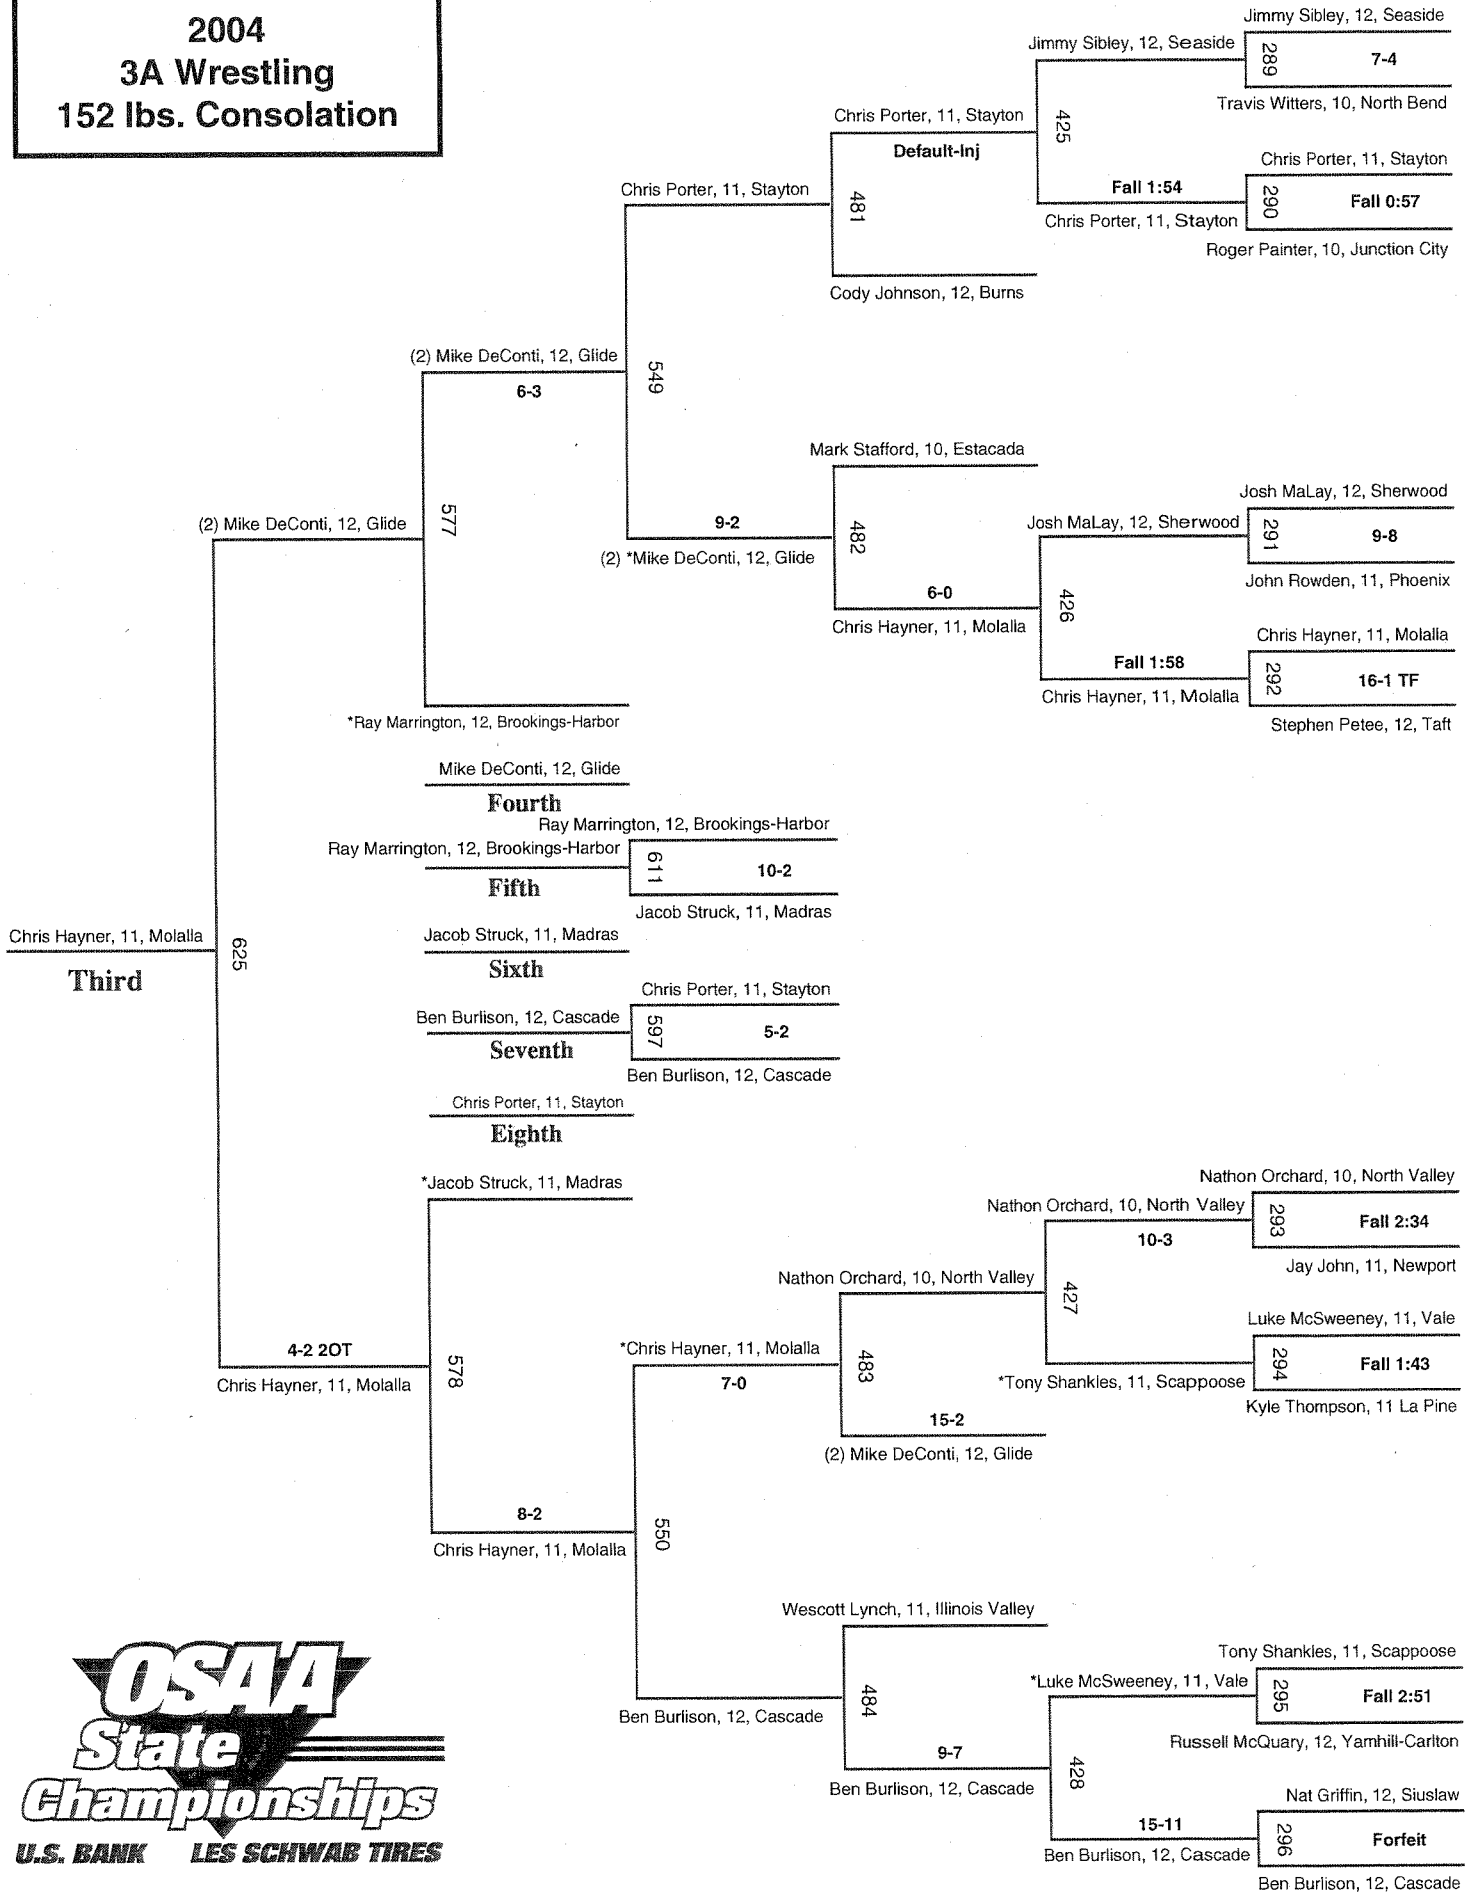 2004
3A Wrestling
152 lbs. Consolation
Jimmy Sibley, 12, Seaside
289
7-4
Travis Witters, 10, North Bend
Jimmy Sibley, 12, Seaside
425
Chris Porter, 11, Stayton
290
Fall 0:57
Roger Painter, 10, Junction City
Fall 1:54
Chris Porter, 11, Stayton
Chris Porter, 11, Stayton
Default-Inj
481
Cody Johnson, 12, Burns
Chris Porter, 11, Stayton
549
(2) Mike DeConti, 12, Glide
6-3
Mark Stafford, 10, Estacada
482
9-2
(2) *Mike DeConti, 12, Glide
6-0
Chris Hayner, 11, Molalla
Josh MaLay, 12, Sherwood
291
9-8
John Rowden, 11, Phoenix
Josh MaLay, 12, Sherwood
426
Chris Hayner, 11, Molalla
292
16-1 TF
Stephen Petee, 12, Taft
Fall 1:58
Chris Hayner, 11, Molalla
(2) Mike DeConti, 12, Glide
577
*Ray Marrington, 12, Brookings-Harbor
Mike DeConti, 12, Glide
Fourth
Ray Marrington, 12, Brookings-Harbor
Ray Marrington, 12, Brookings-Harbor
611
10-2
Fifth
Jacob Struck, 11, Madras
Chris Hayner, 11, Molalla
Third
625
Jacob Struck, 11, Madras
Sixth
Chris Porter, 11, Stayton
Ben Burlison, 12, Cascade
597
5-2
Seventh
Ben Burlison, 12, Cascade
Chris Porter, 11, Stayton
Eighth
*Jacob Struck, 11, Madras
578
4-2 2OT
Chris Hayner, 11, Molalla
8-2
Chris Hayner, 11, Molalla
Nathon Orchard, 10, North Valley
293
Fall 2:34
Jay John, 11, Newport
Nathon Orchard, 10, North Valley
10-3
427
Luke McSweeney, 11, Vale
294
Fall 1:43
Kyle Thompson, 11 La Pine
*Tony Shankles, 11, Scappoose
Nathon Orchard, 10, North Valley
483
*Chris Hayner, 11, Molalla
7-0
15-2
(2) Mike DeConti, 12, Glide
550
Wescott Lynch, 11, Illinois Valley
484
Ben Burlison, 12, Cascade
9-7
Ben Burlison, 12, Cascade
Tony Shankles, 11, Scappoose
295
Fall 2:51
Russell McQuary, 12, Yamhill-Carlton
*Luke McSweeney, 11, Vale
428
Nat Griffin, 12, Siuslaw
296
Forfeit
Ben Burlison, 12, Cascade
15-11
Ben Burlison, 12, Cascade
OSAA
State
Championships
U.S. BANK LES SCHWAB TIRES